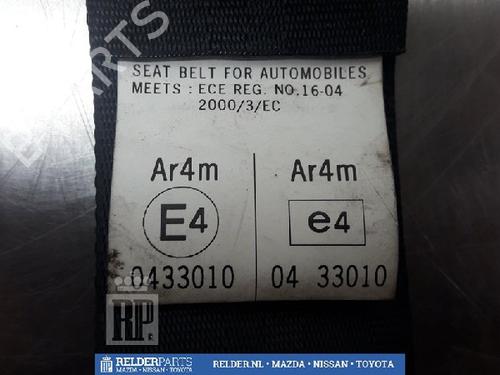 SEAT BELT FOR AUTOMOBILES
MEETS : ECE REG. NO.16-04
2000/3/EC
Ar4m Ar4m
E4 e4
0433010 04 33010
RP
RELDERPARTS
MAZDA • NISSAN • TOYOTA
RELDER.NL - MAZDA - NISSAN - TOYOTA